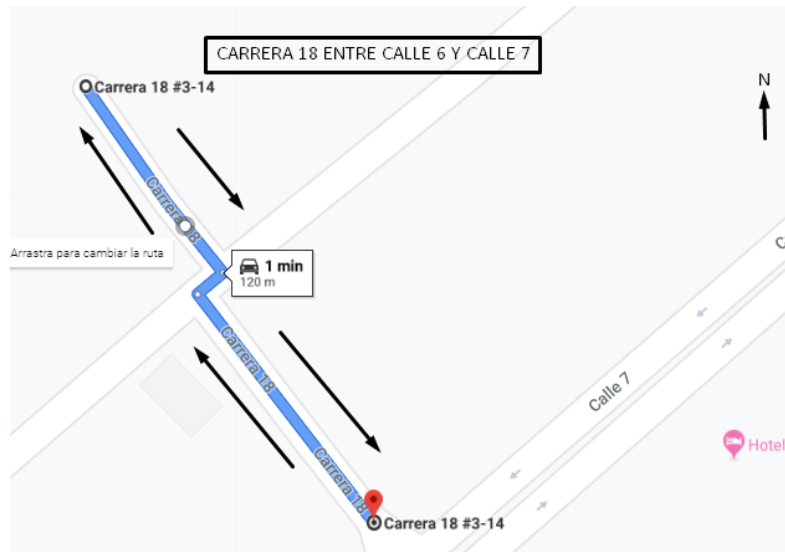 CARRERA 18 ENTRE CALLE 6 Y CALLE 7
N
Carrera 18 #3-14
Carrera 18
Arrastra para cambiar la ruta
1 min
120 m
Carrera 18
Calle 7
Hotel
Carrera 18
Carrera 18 #3-14